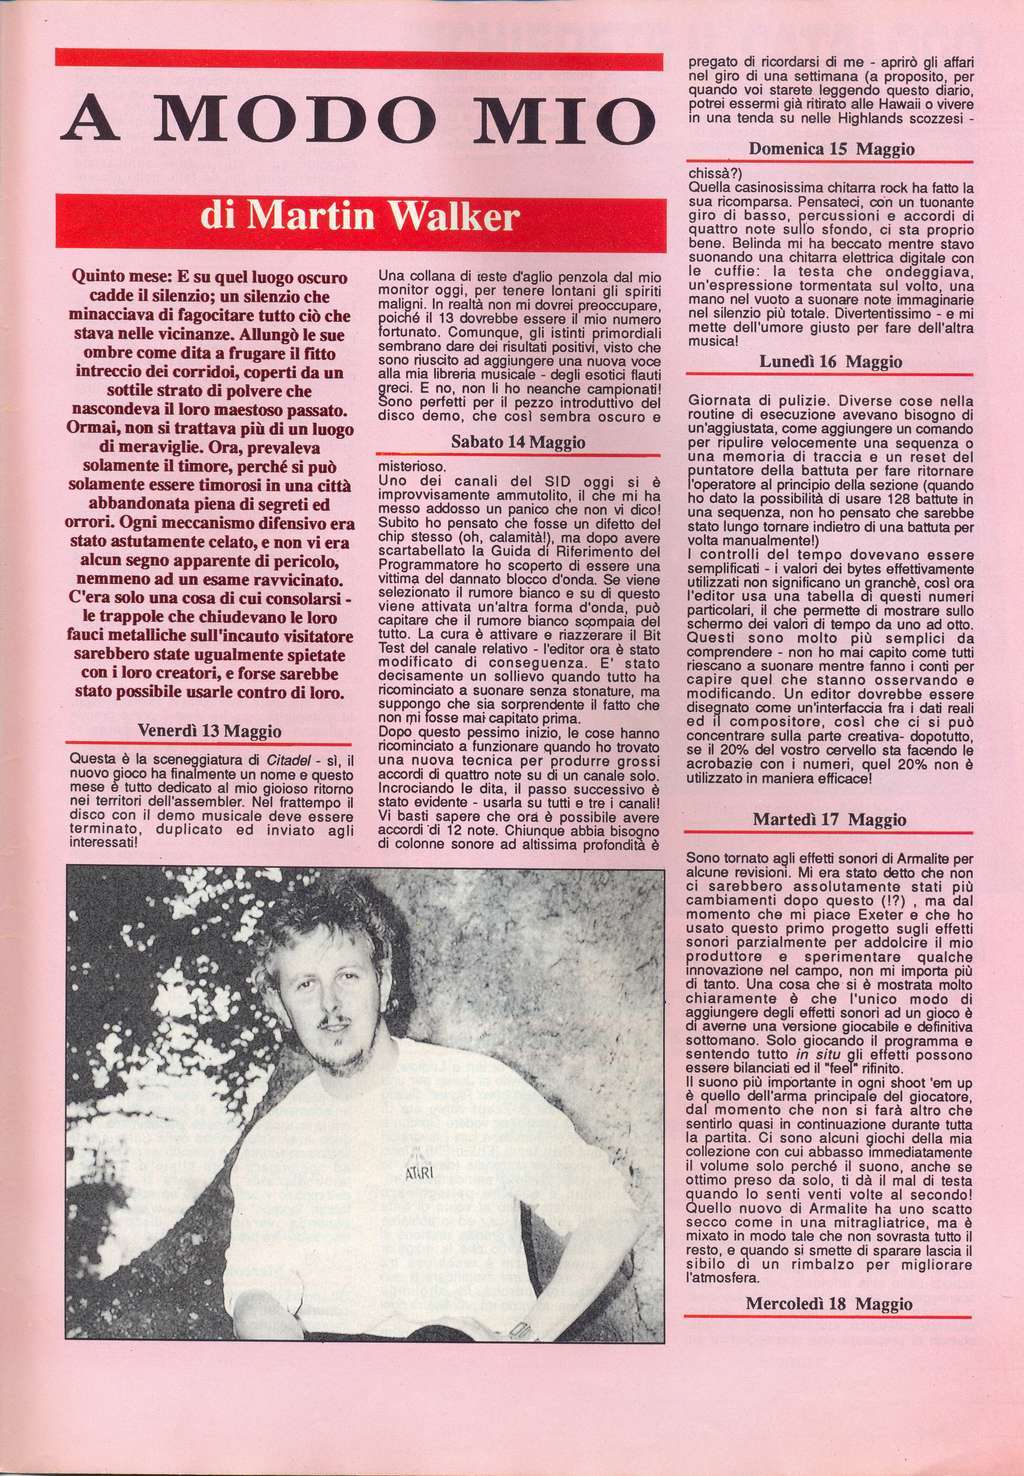 A MODO MIO
di Martin Walker
Quinto mese: E su quel luogo oscuro
cadde il silenzio; un silenzio che
minacciava di fagocitare tutto ciò che
stava nelle vicinanze. Allungò le sue
ombre come dita a frugare il fitto
intreccio dei corridoi, coperti da un
sottile strato di polvere che
nascondeva il loro maestoso passato.
Ormai, non si trattava più di un luogo
di meraviglie. Ora, prevaleva
solamente il timore, perché si può
solamente essere timorosi in una città
abbandonata piena di segreti ed
orrori. Ogni meccanismo difensivo era
stato astutamente celato, e non vi era
alcun segno apparente di pericolo,
nemmeno ad un esame ravvicinato.
C'era solo una cosa di cui consolarsi -
le trappole che chiudevano le loro
fauci metalliche sull'incauto visitatore
sarebbero state ugualmente spietate
con i loro creatori, e forse sarebbe
stato possibile usarle contro di loro.
Venerdì 13 Maggio
Questa è la sceneggiatura di Citadel - sì, il
nuovo gioco ha finalmente un nome e questo
mese è tutto dedicato al mio gioioso ritorno
nei territori dell'assembler. Nel frattempo il
disco con il demo musicale deve essere
terminato, duplicato ed inviato agli
interessati!
Una collana di teste d'aglio penzola dal mio
monitor oggi, per tenere lontani gli spiriti
maligni. In realtà non mi dovrei preoccupare,
poiché il 13 dovrebbe essere il mio numero
fortunato. Comunque, gli istinti primordiali
sembrano dare dei risultati positivi, visto che
sono riuscito ad aggiungere una nuova voce
alla mia libreria musicale - degli esotici flauti
greci. E no, non li ho neanche campionati!
Sono perfetti per il pezzo introduttivo del
disco demo, che così sembra oscuro e
Sabato 14 Maggio
misterioso.
Uno dei canali del SID oggi si è
improvvisamente ammutolito, il che mi ha
messo addosso un panico che non vi dico!
Subito ho pensato che fosse un difetto del
chip stesso (oh, calamità!), ma dopo avere
scartabellato la Guida di Riferimento del
Programmatore ho scoperto di essere una
vittima del dannato blocco d'onda. Se viene
selezionato il rumore bianco e su di questo
viene attivata un'altra forma d'onda, può
capitare che il rumore bianco scompaia del
tutto. La cura è attivare e riazzerare il Bit
Test del canale relativo - l'editor ora è stato
modificato di conseguenza. E' stato
decisamente un sollievo quando tutto ha
ricominciato a suonare senza stonature, ma
suppongo che sia sorprendente il fatto che
non mi fosse mai capitato prima.
Dopo questo pessimo inizio, le cose hanno
ricominciato a funzionare quando ho trovato
una nuova tecnica per produrre grossi
accordi di quattro note su di un canale solo.
Incrociando le dita, il passo successivo è
stato evidente - usarla su tutti e tre i canali!
Vi basti sapere che ora è possibile avere
accordi di 12 note. Chiunque abbia bisogno
di colonne sonore ad altissima profondità è
pregato di ricordarsi di me - aprirò gli affari
nel giro di una settimana (a proposito, per
quando voi starete leggendo questo diario,
potrei essermi già ritirato alle Hawaii o vivere
in una tenda su nelle Highlands scozzesi -
Domenica 15 Maggio
chissà?)
Quella casinosissima chitarra rock ha fatto la
sua ricomparsa. Pensateci, con un tuonante
giro di basso, percussioni e accordi di
quattro note sullo sfondo, ci sta proprio
bene. Belinda mi ha beccato mentre stavo
suonando una chitarra elettrica digitale con
le cuffie: la testa che ondeggiava,
un'espressione tormentata sul volto, una
mano nel vuoto a suonare note immaginarie
nel silenzio più totale. Divertentissimo - e mi
mette dell'umore giusto per fare dell'altra
musica!
Lunedì 16 Maggio
Giornata di pulizie. Diverse cose nella
routine di esecuzione avevano bisogno di
un'aggiustata, come aggiungere un comando
per ripulire velocemente una sequenza o
una memoria di traccia e un reset del
puntatore della battuta per fare ritornare
l'operatore al principio della sezione (quando
ho dato la possibilità di usare 128 battute in
una sequenza, non ho pensato che sarebbe
stato lungo tornare indietro di una battuta per
volta manualmente!)
I controlli del tempo dovevano essere
semplificati - i valori dei bytes effettivamente
utilizzati non significano un granchè, così ora
l'editor usa una tabella di questi numeri
particolari, il che permette di mostrare sullo
schermo dei valori di tempo da uno ad otto.
Questi sono molto più semplici da
comprendere - non ho mai capito come tutti
riescano a suonare mentre fanno i conti per
capire quel che stanno osservando e
modificando. Un editor dovrebbe essere
disegnato come un'interfaccia fra i dati reali
ed il compositore, così che ci si può
concentrare sulla parte creativa- dopotutto,
se il 20% del vostro cervello sta facendo le
acrobazie con i numeri, quel 20% non è
utilizzato in maniera efficace!
Martedì 17 Maggio
Sono tornato agli effetti sonori di Armalite per
alcune revisioni. Mi era stato detto che non
ci sarebbero assolutamente stati più
cambiamenti dopo questo (!?) , ma dal
momento che mi piace Exeter e che ho
usato questo primo progetto sugli effetti
sonori parzialmente per addolcire il mio
produttore e sperimentare qualche
innovazione nel campo, non mi importa più
di tanto. Una cosa che si è mostrata molto
chiaramente è che l'unico modo di
aggiungere degli effetti sonori ad un gioco è
di averne una versione giocabile e definitiva
sottomano. Solo giocando il programma e
sentendo tutto in situ gli effetti possono
essere bilanciati ed il "feel" rifinito.
Il suono più importante in ogni shoot 'em up
è quello dell'arma principale del giocatore,
dal momento che non si farà altro che
sentirlo quasi in continuazione durante tutta
la partita. Ci sono alcuni giochi della mia
collezione con cui abbasso immediatamente
il volume solo perché il suono, anche se
ottimo preso da solo, ti dà il mal di testa
quando lo senti venti volte al secondo!
Quello nuovo di Armalite ha uno scatto
secco come in una mitragliatrice, ma è
mixato in modo tale che non sovrasta tutto il
resto, e quando si smette di sparare lascia il
sibilo di un rimbalzo per migliorare
l'atmosfera.
Mercoledì 18 Maggio
ATARI